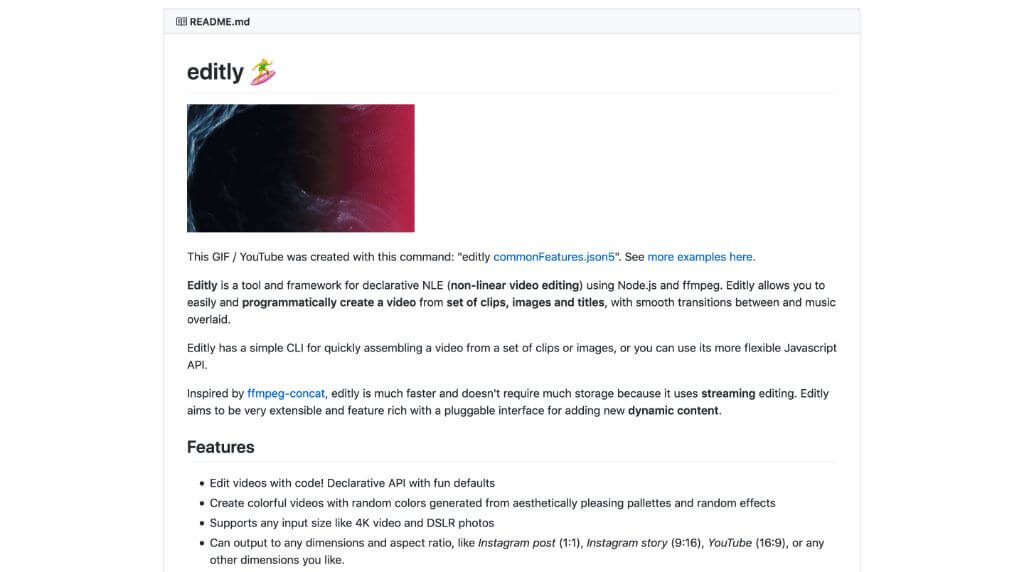 README.md
editly
This GIF / YouTube was created with this command: "editly commonFeatures.json5". See more examples here.
Editly is a tool and framework for declarative NLE (non-linear video editing) using Node.js and ffmpeg. Editly allows you to
easily and programmatically create a video from set of clips, images and titles, with smooth transitions between and music
overlaid.
Editly has a simple CLI for quickly assembling a video from a set of clips or images, or you can use its more flexible Javascript
API.
Inspired by ffmpeg-concat, editly is much faster and doesn't require much storage because it uses streaming editing. Editly
aims to be very extensible and feature rich with a pluggable interface for adding new dynamic content.
Features
• Edit videos with code! Declarative API with fun defaults
• Create colorful videos with random colors generated from aesthetically pleasing pallettes and random effects
• Supports any input size like 4K video and DSLR photos
• Can output to any dimensions and aspect ratio, like Instagram post (1:1), Instagram story (9:16), YouTube (16:9), or any
other dimensions you like.